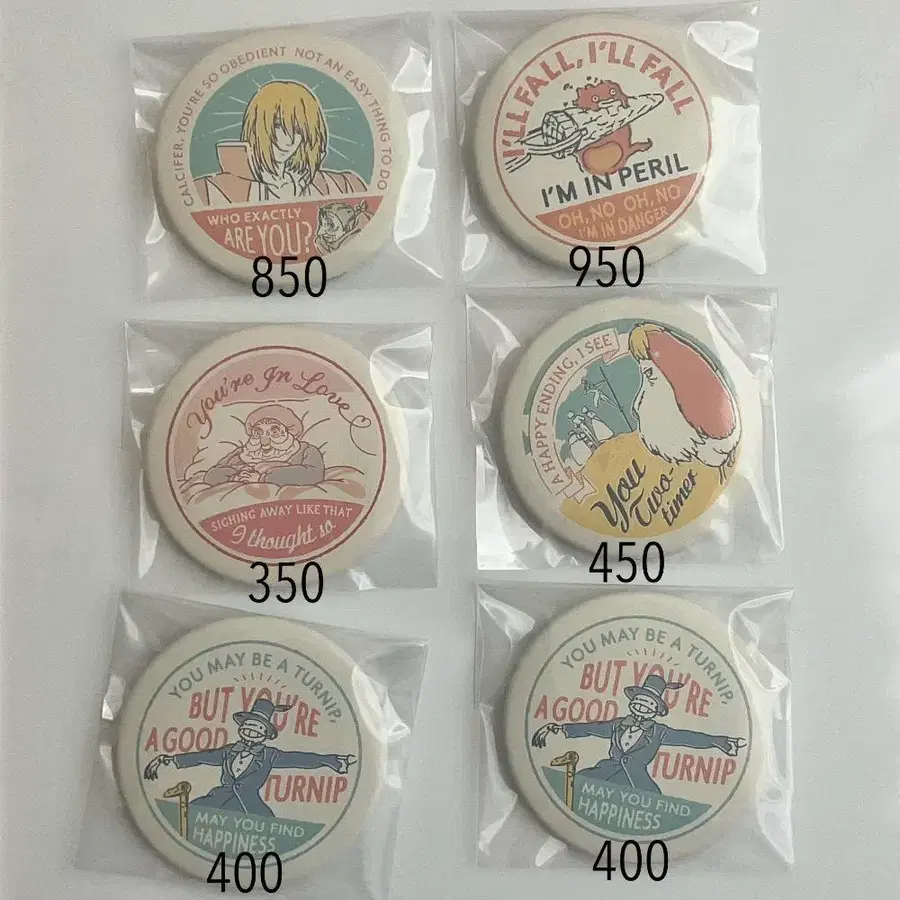 CALCIFER, YOU'RE SO OBEDIENT NOT AN EASY THING TO DO
WHO EXACTLY
ARE YOU?
850
I'LL FALL, I'LL FALL
I'M IN PERIL
OH, NO OH, NO
I'M IN DANGER
950
You're In Love
SIGHING AWAY LIKE THAT
I thought so
350
A HAPPY ENDING, I SEE
You
Two-
timer
450
YOU MAY BE A TURNIP,
BUT YOU'RE
A GOOD
TURNIP
MAY YOU FIND
HAPPINESS
400
YOU MAY BE A TURNIP,
BUT YOU'RE
A GOOD
TURNIP
MAY YOU FIND
HAPPINESS
400